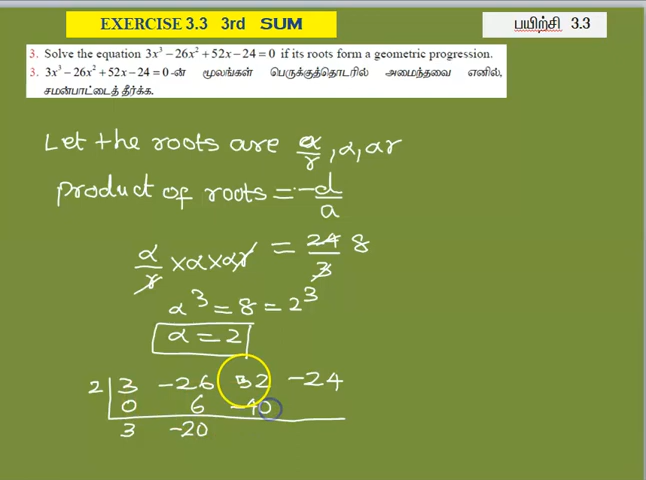 EXERCISE 3.3 3rd SUM
பயிற்சி 3.3
3. Solve the equation 3x³ − 26x² + 52x − 24 = 0 if its roots form a geometric progression.
3. 3x³ − 26x² + 52x − 24 = 0 -ன் மூலங்கள் பெருக்குத்தொடரில் அமைந்தவை எனில்,
சமன்பாட்டைத் தீர்க்க.
Let the roots are α/r, α, αr
product of roots = -d/a
α/r × α × αr = 24/3 8
α³ = 8 = 2³
α = 2
2 3 -26 52 -24
0 6 -40
3 -20